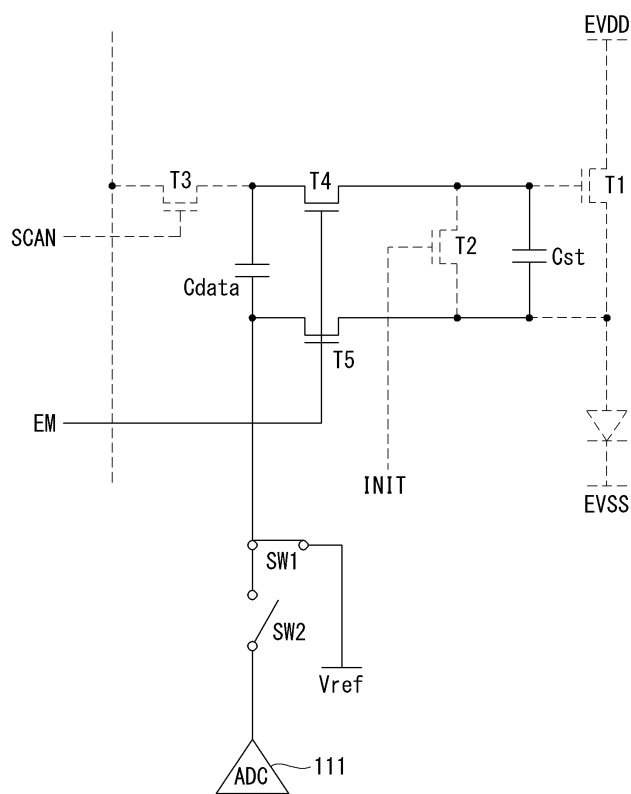 EVDD
T3
T4
T1
SCAN
T2
Cdata
Cst
T5
EM
INIT
EVSS
SW1
SW2
Vref
ADC
111